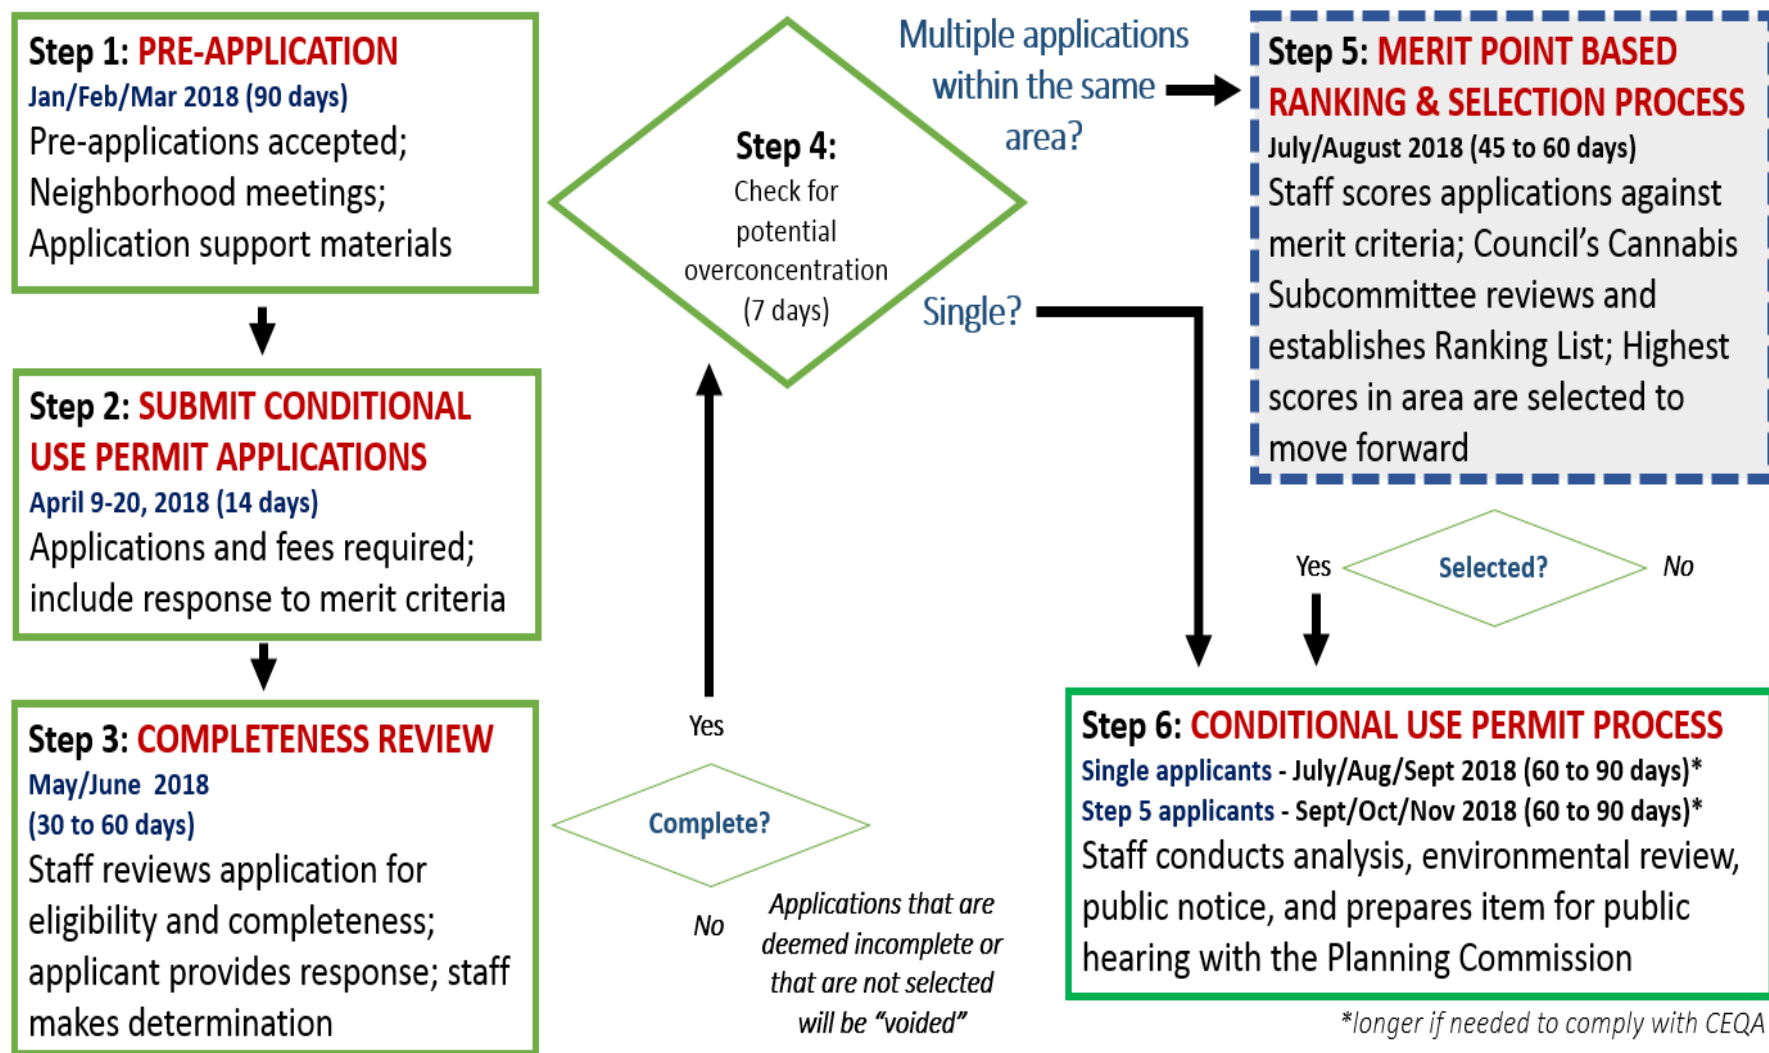 Step 1: PRE-APPLICATION
Jan/Feb/Mar 2018 (90 days)
Pre-applications accepted;
Neighborhood meetings;
Application support materials
Step 2: SUBMIT CONDITIONAL
USE PERMIT APPLICATIONS
April 9-20, 2018 (14 days)
Applications and fees required;
include response to merit criteria
Step 3: COMPLETENESS REVIEW
May/June  2018
(30 to 60 days)
Staff reviews application for
eligibility and completeness;
applicant provides response; staff
makes determination
Complete?
Yes
No
Applications that are
deemed incomplete or
that are not selected
will be “voided”
Step 4:
Check for
potential
overconcentration
(7 days)
Multiple applications
within the same
area?
Single?
Step 5: MERIT POINT BASED
RANKING & SELECTION PROCESS
July/August 2018 (45 to 60 days)
Staff scores applications against
merit criteria; Council’s Cannabis
Subcommittee reviews and
establishes Ranking List; Highest
scores in area are selected to
move forward
Yes
Selected?
No
Step 6: CONDITIONAL USE PERMIT PROCESS
Single applicants - July/Aug/Sept 2018 (60 to 90 days)*
Step 5 applicants - Sept/Oct/Nov 2018 (60 to 90 days)*
Staff conducts analysis, environmental review,
public notice, and prepares item for public
hearing with the Planning Commission
*longer if needed to comply with CEQA